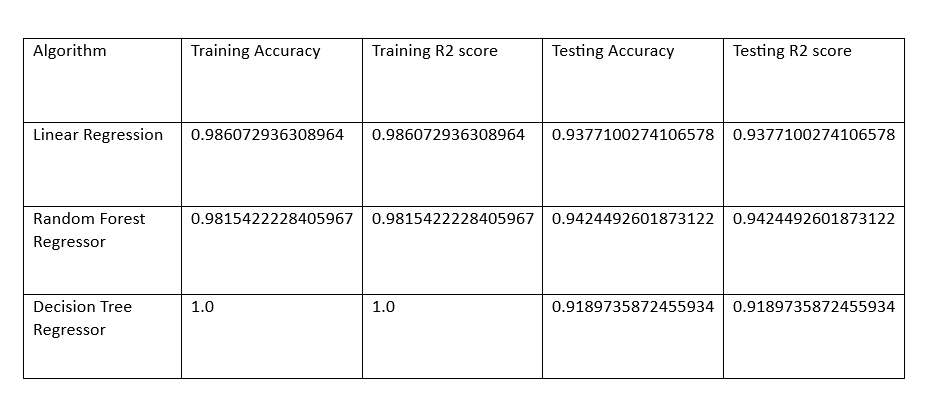 Algorithm Training Accuracy Training R2 score Testing Accuracy Testing R2 score
Linear Regression 0.986072936308964 0.986072936308964 0.9377100274106578 0.9377100274106578
Random Forest 0.9815422228405967 0.9815422228405967 0.9424492601873122 0.9424492601873122
Regressor
Decision Tree 1.0 1.0 0.9189735872455934 0.9189735872455934
Regressor